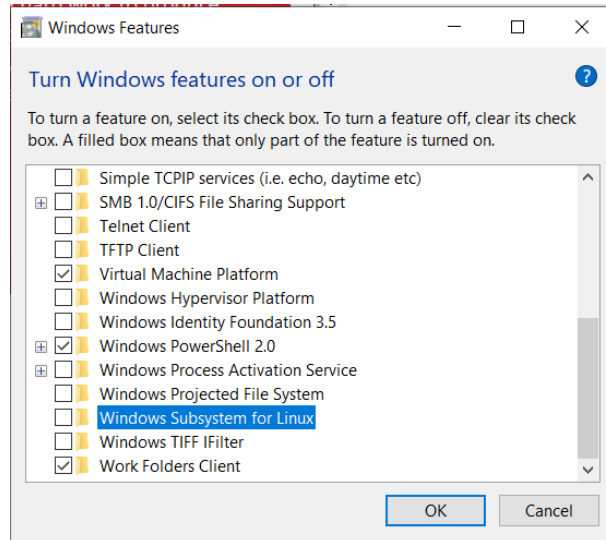 Windows Features
Turn Windows features on or off
?
To turn a feature on, select its check box. To turn a feature off, clear its check
box. A filled box means that only part of the feature is turned on.
Simple TCPIP services (i.e. echo, daytime etc)
SMB 1.0/CIFS File Sharing Support
Telnet Client
TFTP Client
Virtual Machine Platform
Windows Hypervisor Platform
Windows Identity Foundation 3.5
Windows PowerShell 2.0
Windows Process Activation Service
Windows Projected File System
Windows Subsystem for Linux
Windows TIFF IFilter
Work Folders Client
OK
Cancel